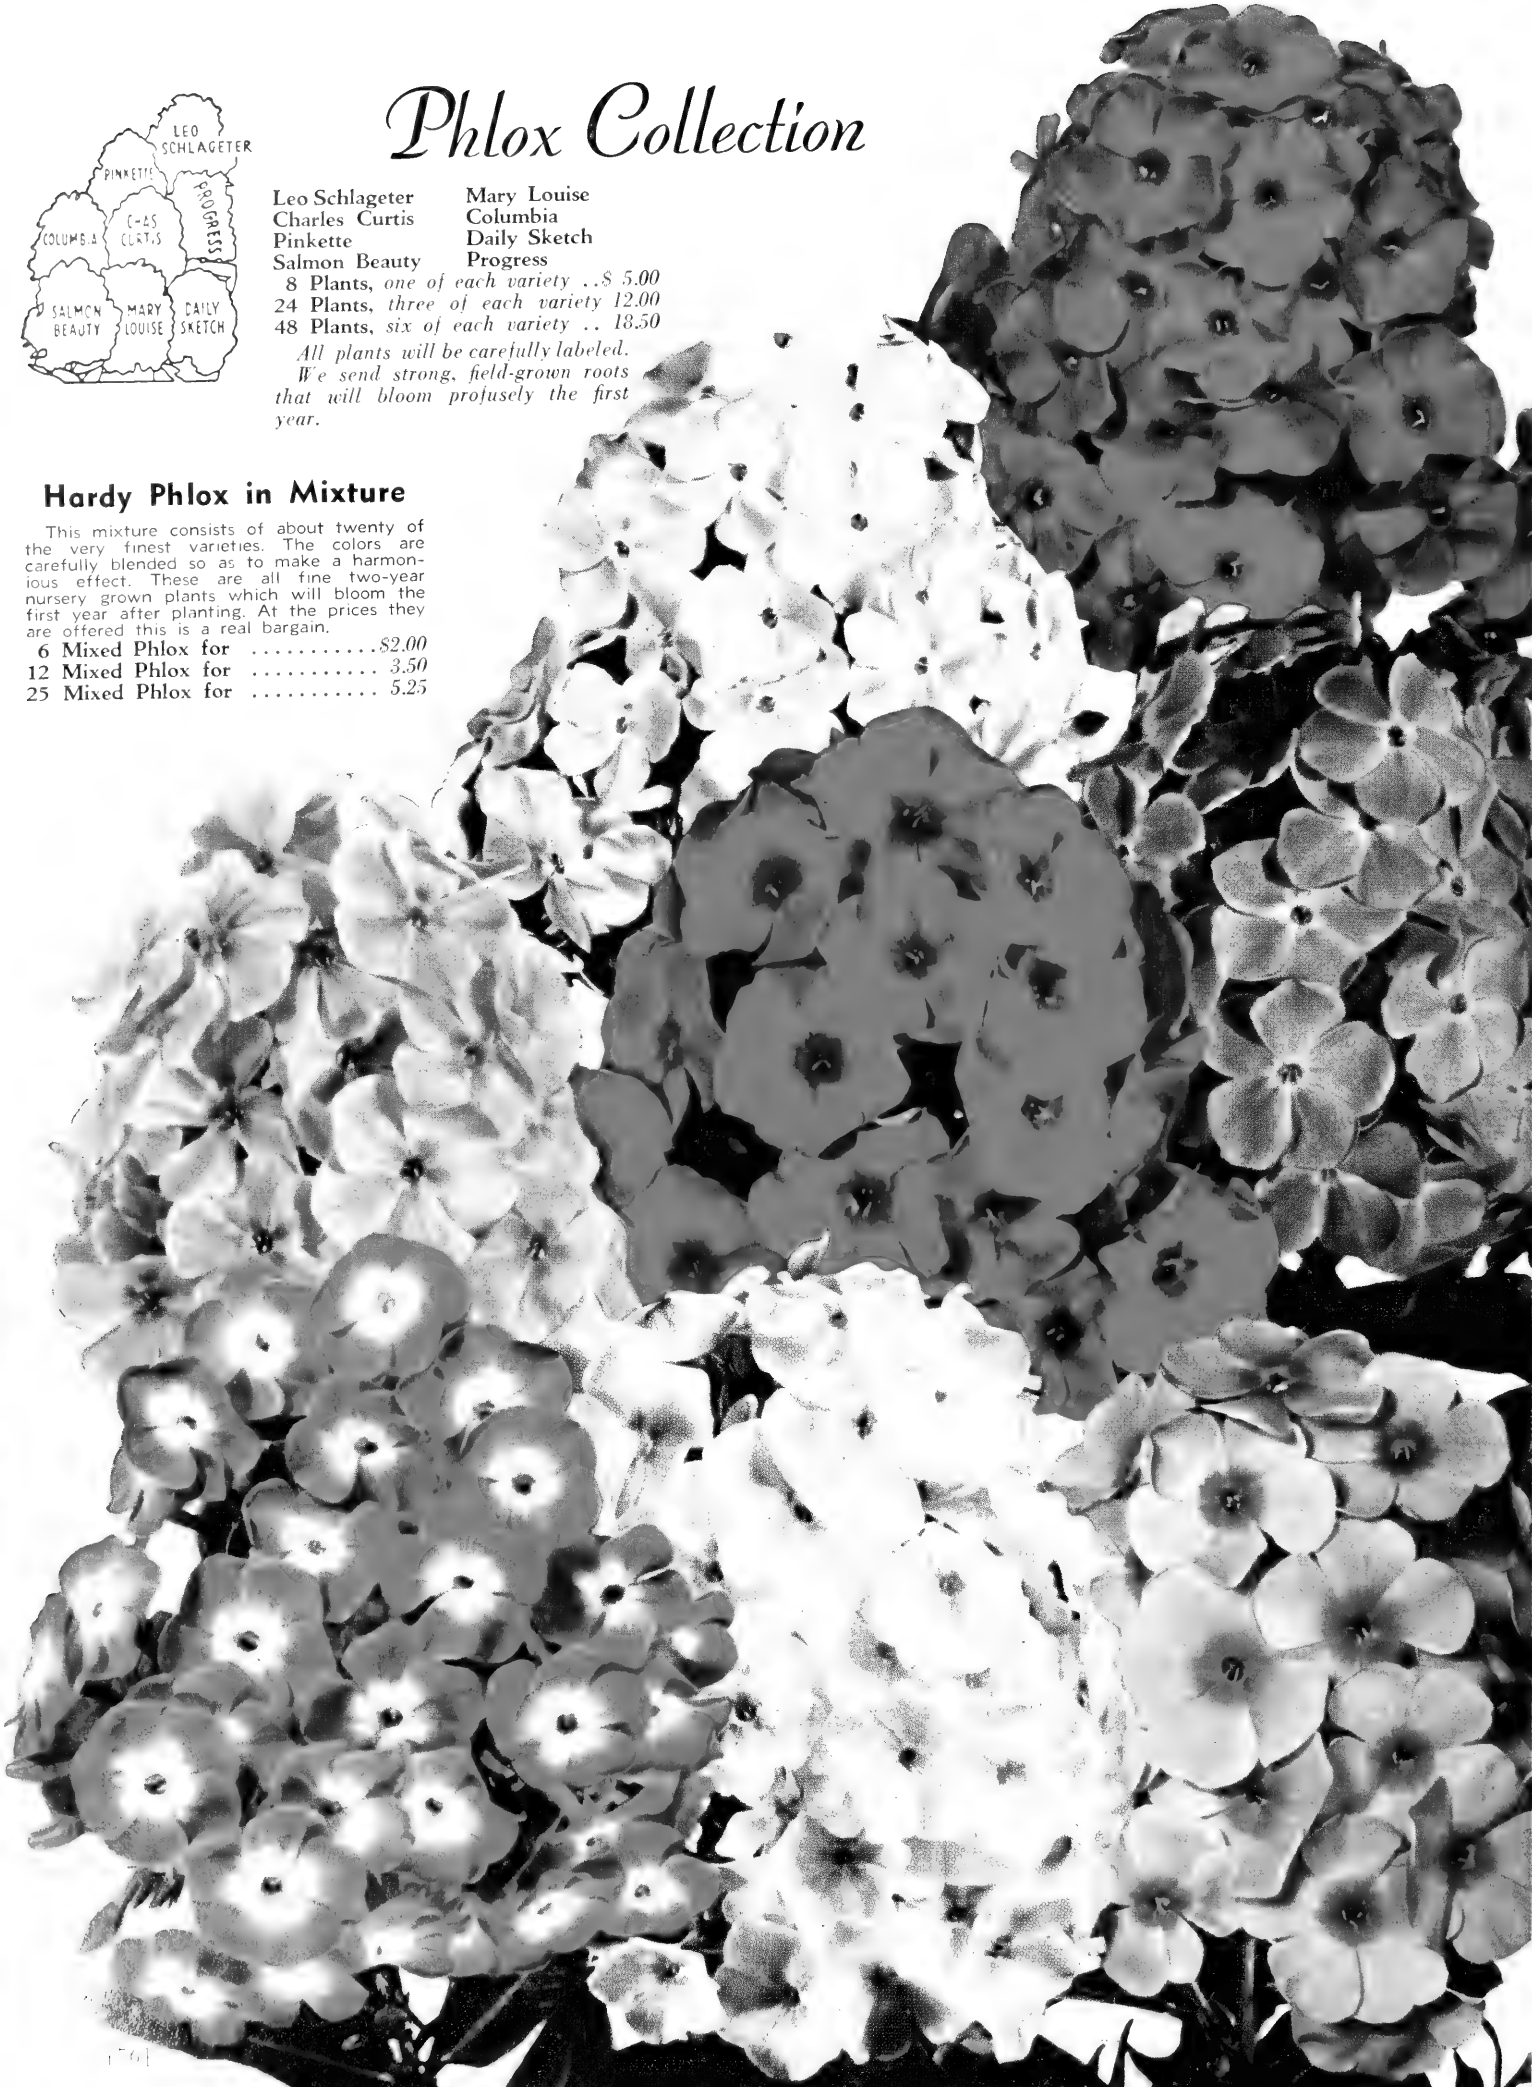 Phlox Collection
LEO
SCHLAGETER
PINKETTE
PROGRESS
COLUMBIA
CHAS
CURTIS
SALMON
BEAUTY
MARY
LOUISE
DAILY
SKETCH
Leo Schlageter Mary Louise
Charles Curtis Columbia
Pinkette Daily Sketch
Salmon Beauty Progress
8 Plants, one of each variety ..$ 5.00
24 Plants, three of each variety 12.00
48 Plants, six of each variety .. 18.50
All plants will be carefully labeled.
We send strong, field-grown roots
that will bloom profusely the first
year.
Hardy Phlox in Mixture
This mixture consists of about twenty of
the very finest varieties. The colors are
carefully blended so as to make a harmon-
ious effect. These are all fine two-year
nursery grown plants which will bloom the
first year after planting. At the prices they
are offered this is a real bargain.
6 Mixed Phlox for ...........$2.00
12 Mixed Phlox for ........... 3.50
25 Mixed Phlox for ........... 5.25